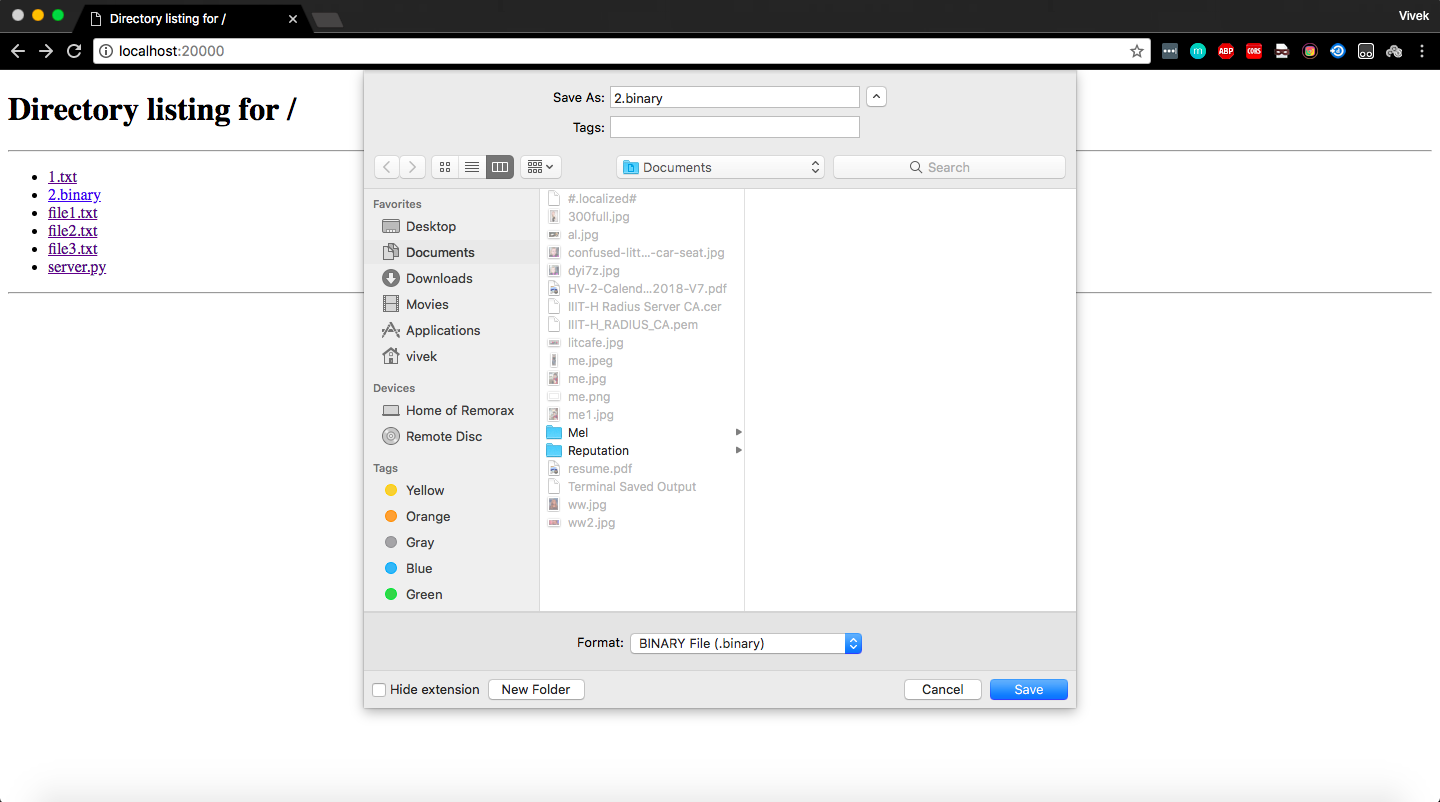 Directory listing for /
Vivek
localhost:20000
ABP
CORS
m
Directory listing for /
1.txt
2.binary
file1.txt
file2.txt
file3.txt
server.py
Save As: 2.binary
Tags:
Documents
Search
Favorites
Desktop
Documents
Downloads
Movies
Applications
vivek
Devices
Home of Remorax
Remote Disc
Tags
Yellow
Orange
Gray
Blue
Green
#.localized#
300full.jpg
al.jpg
confused-litt...-car-seat.jpg
dyi7z.jpg
HV-2-Calend...2018-V7.pdf
IIIT-H Radius Server CA.cer
IIIT-H_RADIUS_CA.pem
litcafe.jpg
me.jpeg
me.jpg
me.png
me1.jpg
Mel
Reputation
resume.pdf
Terminal Saved Output
ww.jpg
ww2.jpg
Format: BINARY File (.binary)
Hide extension
New Folder
Cancel
Save